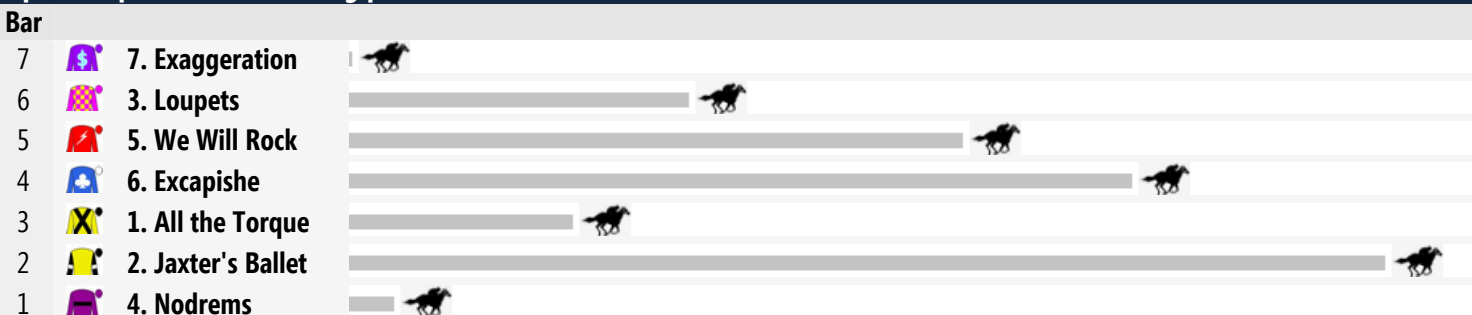 Bar
7 7. Exaggeration
6 3. Loupets
5 5. We Will Rock
4 6. Excapishe
3 1. All the Torque
2 2. Jaxter's Ballet
1 4. Nodrems